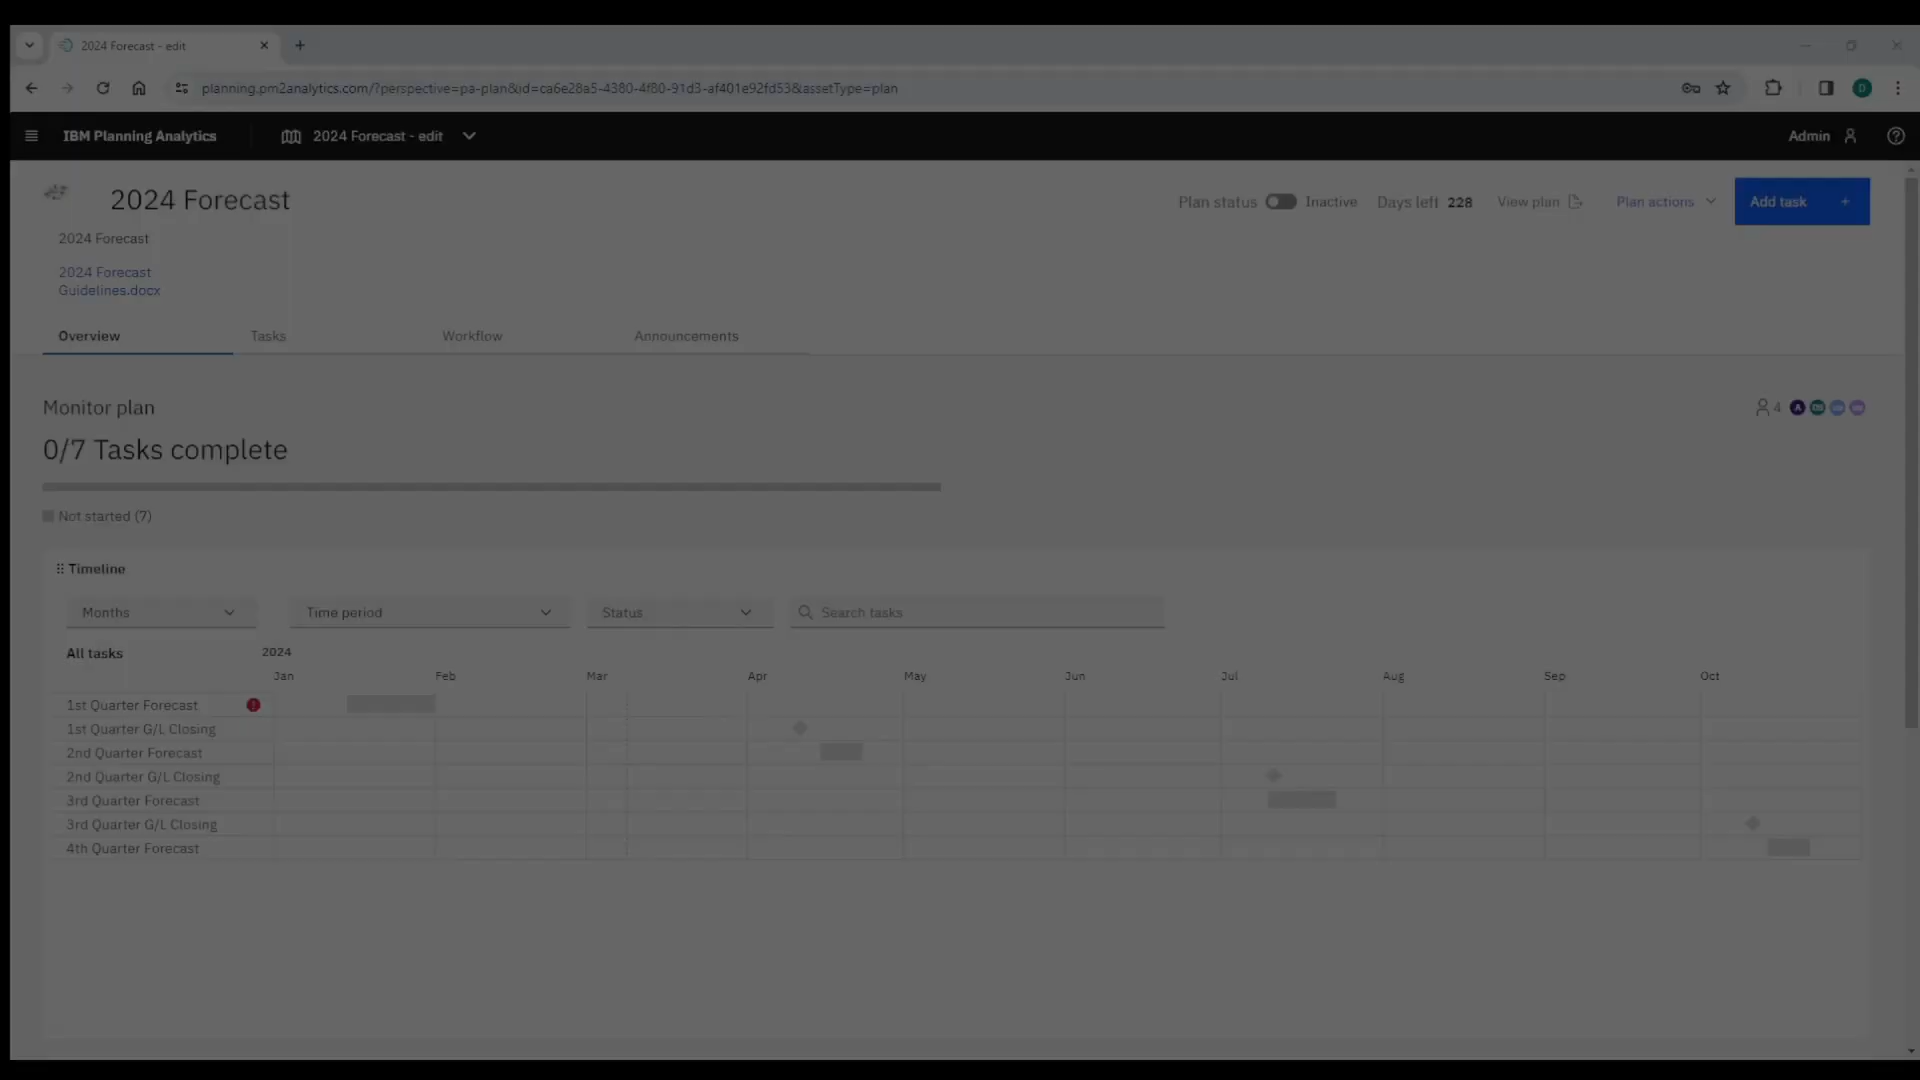 2024 Forecast - edit
planning.pm2analytics.com/?perspective=pa-plan&id=ca6e28a5-4380-4f80-91d3-af401e92fd53&assetType=plan
D
IBM Planning Analytics
2024 Forecast - edit
Admin
2024 Forecast
Plan status
Inactive
Days left 228
View plan
Plan actions
Add task +
2024 Forecast
2024 Forecast
Guidelines.docx
Overview
Tasks
Workflow
Announcements
Monitor plan
4
A
0/7 Tasks complete
Not started (7)
Timeline
Months
Time period
Status
Search tasks
All tasks
2024
Jan Feb Mar Apr May Jun Jul Aug Sep Oct
1st Quarter Forecast
1st Quarter G/L Closing
2nd Quarter Forecast
2nd Quarter G/L Closing
3rd Quarter Forecast
3rd Quarter G/L Closing
4th Quarter Forecast